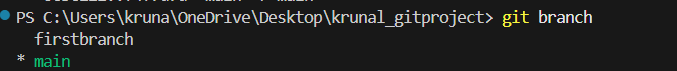 PS C:\Users\kruna\OneDrive\Desktop\krunal_gitproject> git branch
  firstbranch
* main